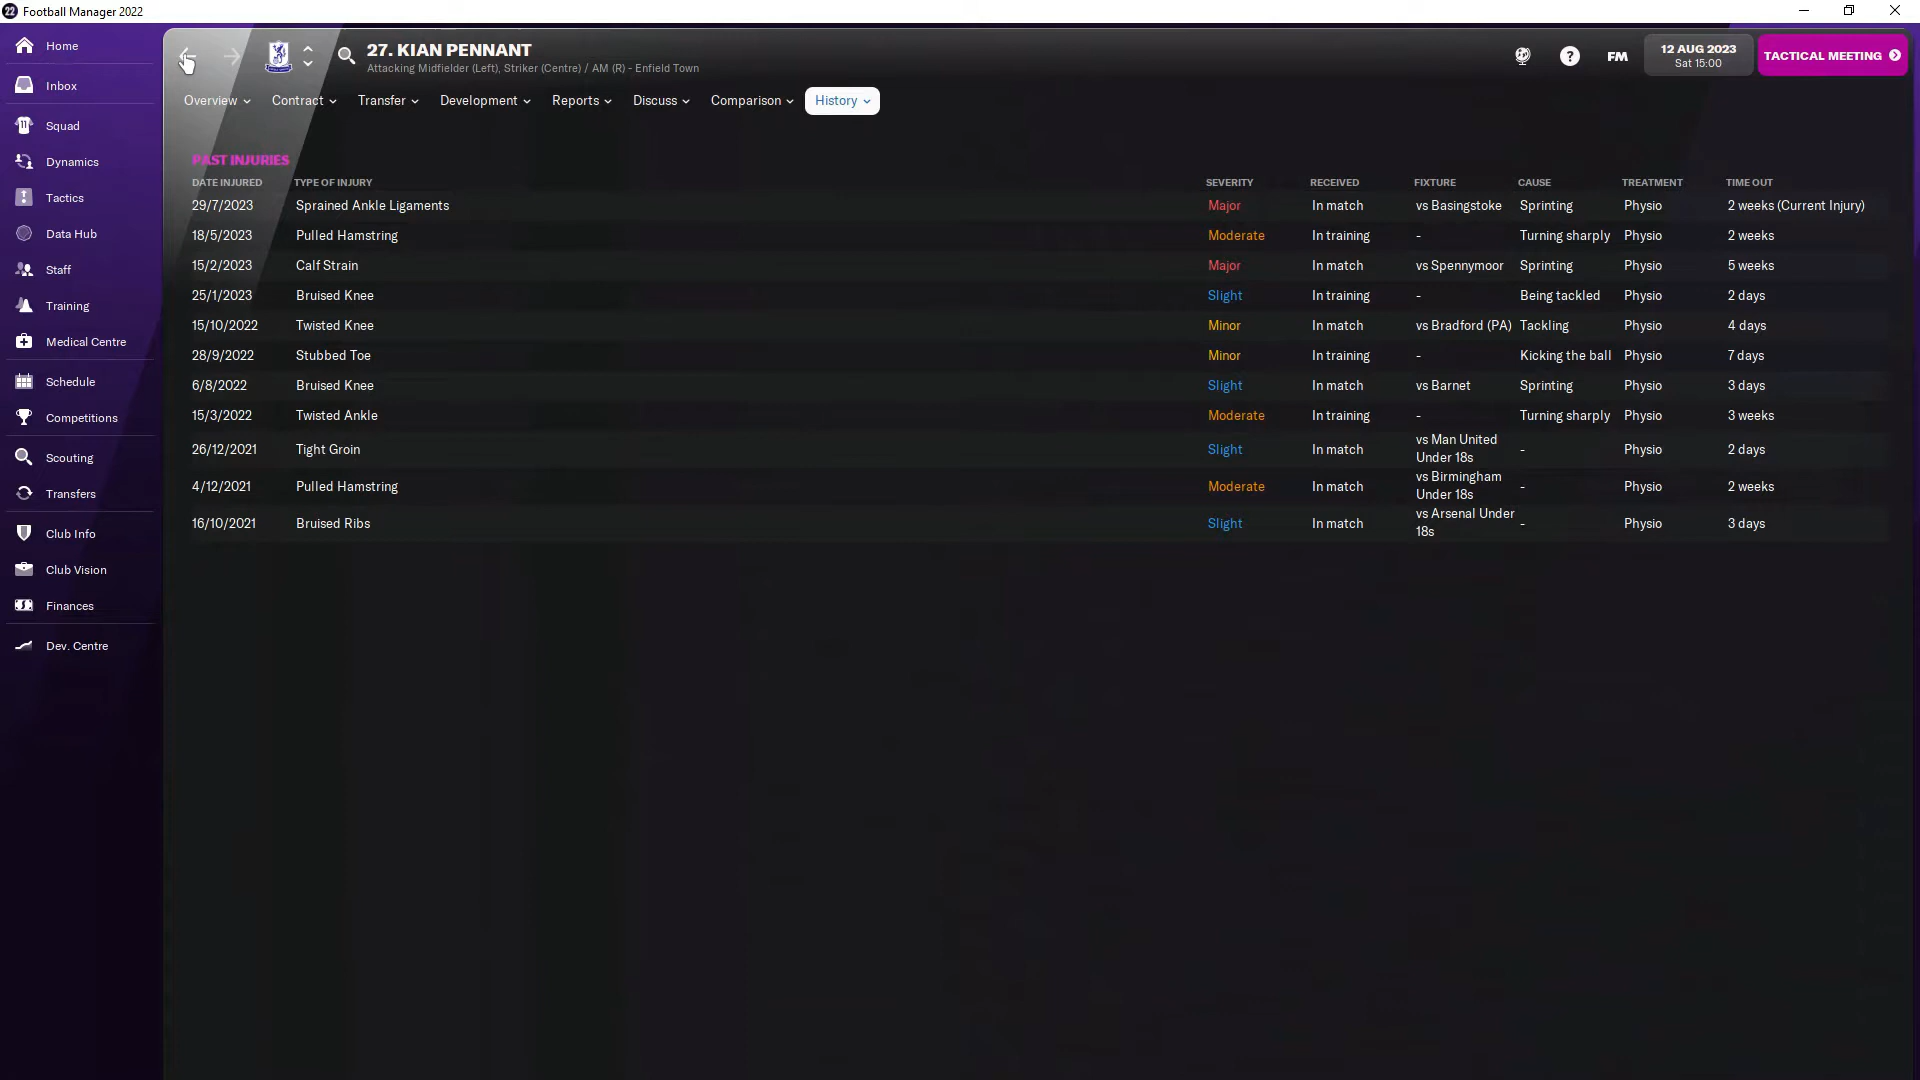 22 Football Manager 2022
Home
Inbox
Squad
Dynamics
Tactics
Data Hub
Staff
Training
Medical Centre
Schedule
Competitions
Scouting
Transfers
Club Info
Club Vision
Finances
Dev. Centre
27. KIAN PENNANT
Attacking Midfielder (Left), Striker (Centre) / AM (R) - Enfield Town
? FM
12 AUG 2023
Sat 15:00
TACTICAL MEETING
Overview Contract Transfer Development Reports Discuss Comparison History
PAST INJURIES
DATE INJURED TYPE OF INJURY SEVERITY RECEIVED FIXTURE CAUSE TREATMENT TIME OUT
29/7/2023 Sprained Ankle Ligaments Major In match vs Basingstoke Sprinting Physio 2 weeks (Current Injury)
18/5/2023 Pulled Hamstring Moderate In training - Turning sharply Physio 2 weeks
15/2/2023 Calf Strain Major In match vs Spennymoor Sprinting Physio 5 weeks
25/1/2023 Bruised Knee Slight In training - Being tackled Physio 2 days
15/10/2022 Twisted Knee Minor In match vs Bradford (PA) Tackling Physio 4 days
28/9/2022 Stubbed Toe Minor In training - Kicking the ball Physio 7 days
6/8/2022 Bruised Knee Slight In match vs Barnet Sprinting Physio 3 days
15/3/2022 Twisted Ankle Moderate In training - Turning sharply Physio 3 weeks
26/12/2021 Tight Groin Slight In match vs Man United Under 18s - Physio 2 days
4/12/2021 Pulled Hamstring Moderate In match vs Birmingham Under 18s - Physio 2 weeks
16/10/2021 Bruised Ribs Slight In match vs Arsenal Under 18s - Physio 3 days